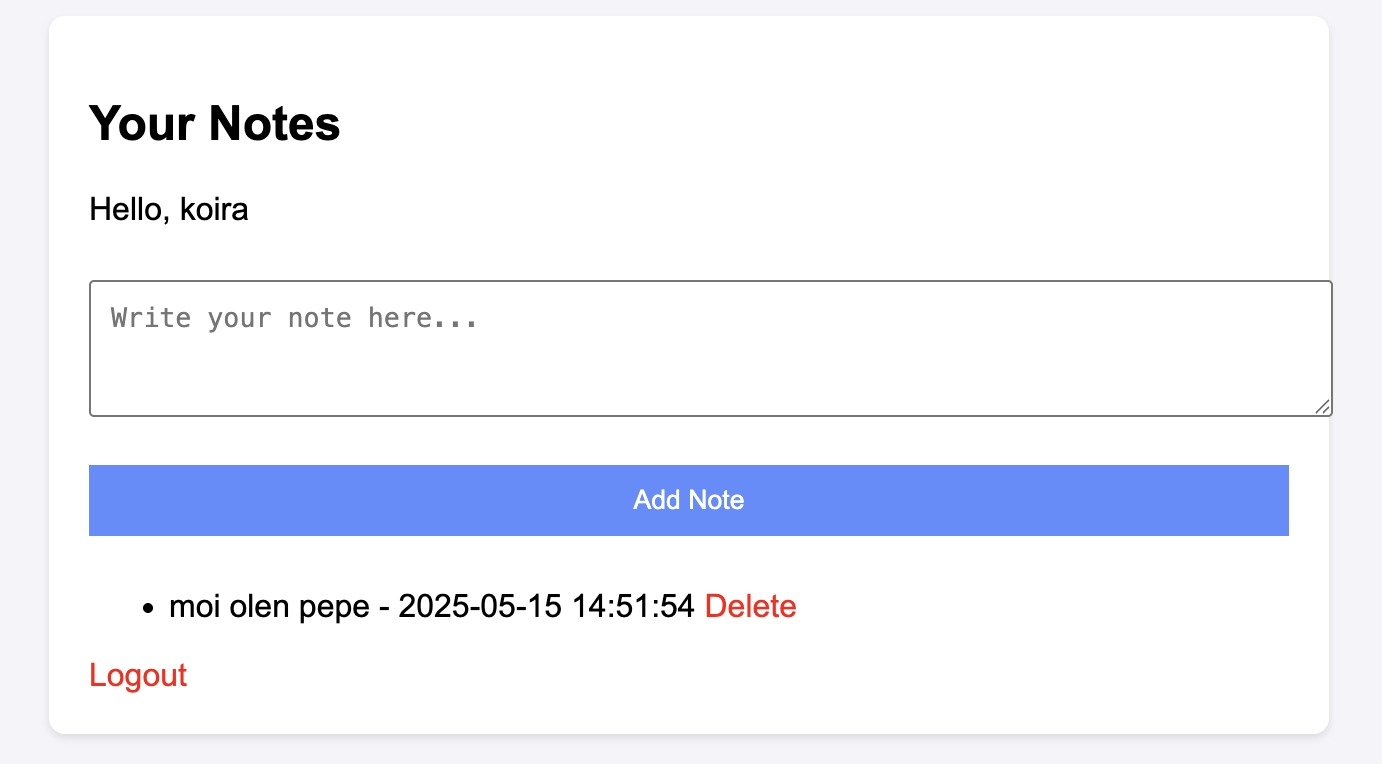 Your Notes
Hello, koira
Write your note here...
Add Note
moi olen pepe - 2025-05-15 14:51:54 Delete
Logout